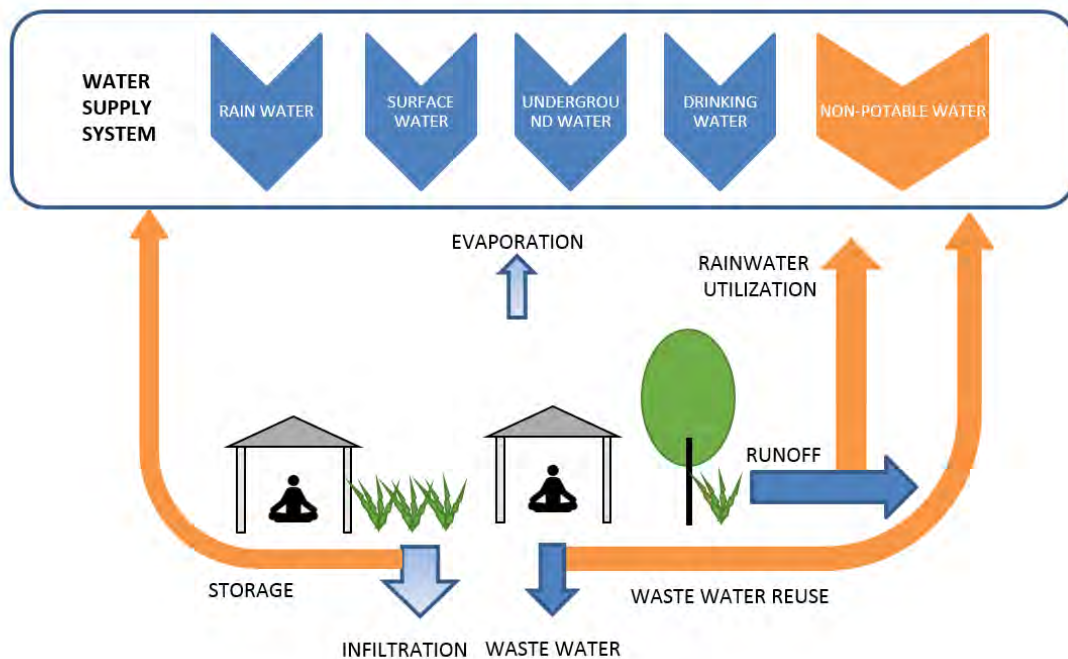 WATER
SUPPLY
SYSTEM
RAIN WATER
SURFACE
WATER
UNDERGROU
ND WATER
DRINKING
WATER
NON-POTABLE WATER
EVAPORATION
RAINWATER
UTILIZATION
RUNOFF
STORAGE
WASTE WATER REUSE
INFILTRATION
WASTE WATER